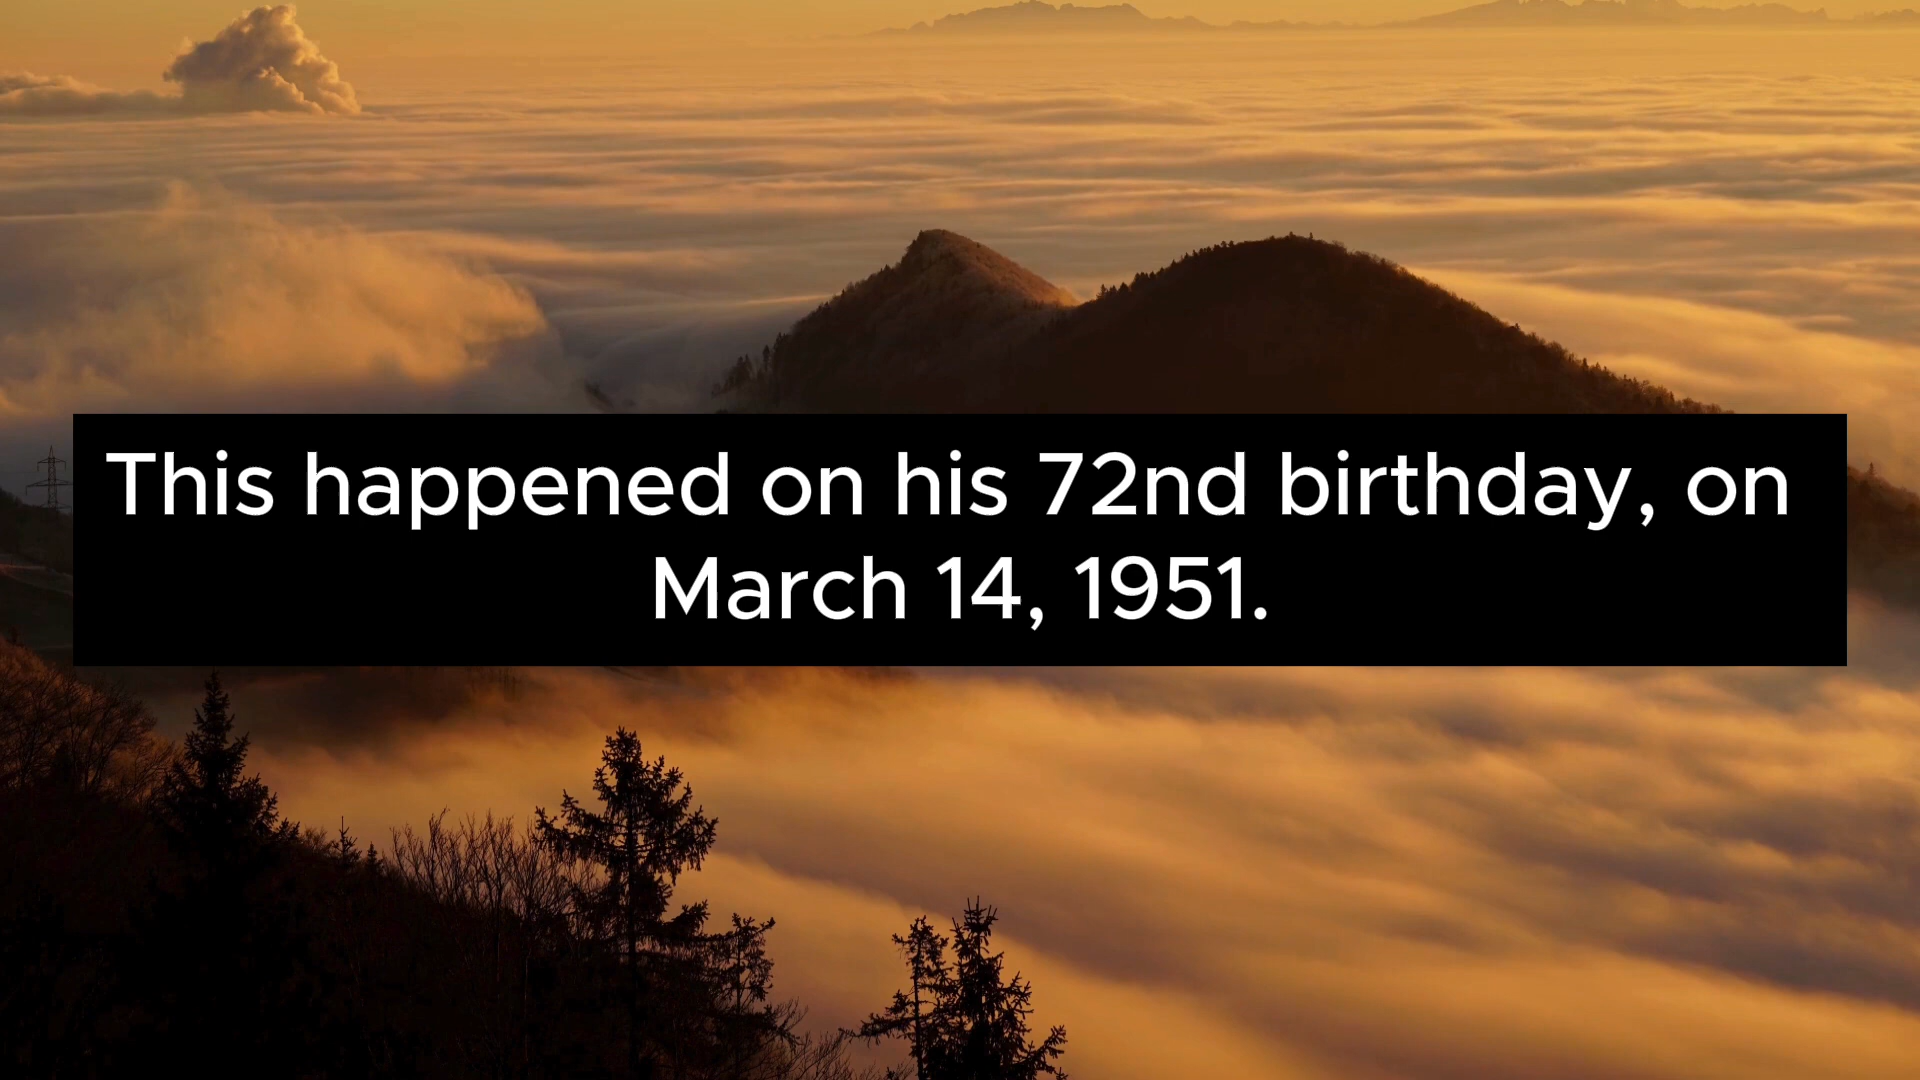 This happened on his 72nd birthday, on
March 14, 1951.